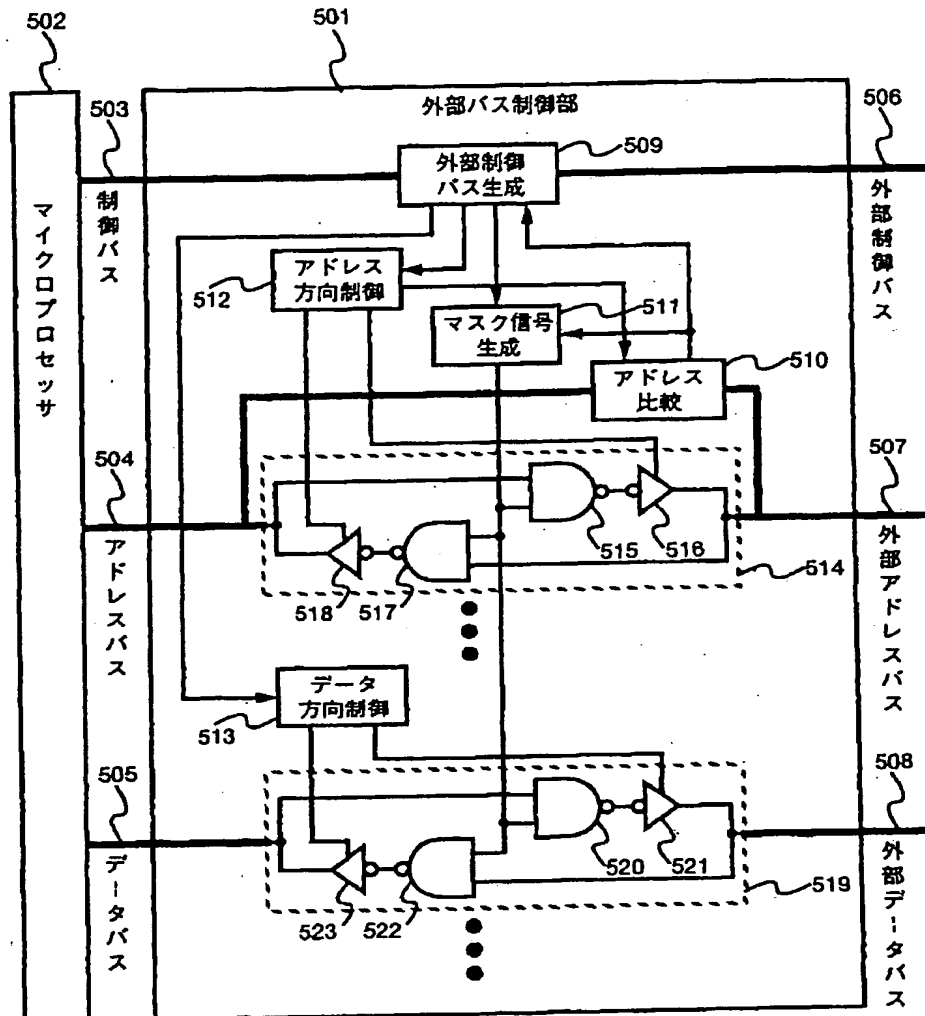 502
501
503
外部バス制御部
506
509
外部制御
バス生成
マイクロプロセッサ
制御バス
外部制御バス
512
アドレス
方向制御
511
マスク信号
生成
510
アドレス
比較
504
507
515
516
514
518
517
アドレスバス
外部アドレスバス
データ
方向制御
513
505
508
520
521
519
523
522
データバス
外部データバス